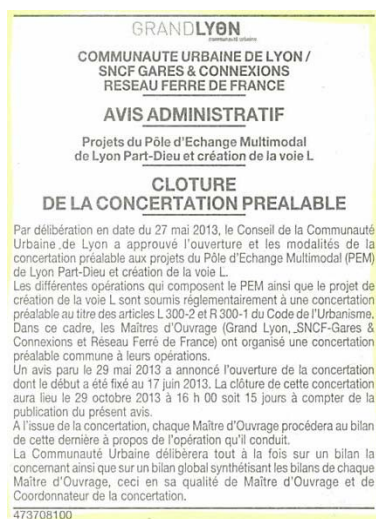 GRANDLYON
communauté urbaine
COMMUNAUTE URBAINE DE LYON /
SNCF GARES & CONNEXIONS
RESEAU FERRE DE FRANCE
AVIS ADMINISTRATIF
Projets du Pôle d'Echange Multimodal
de Lyon Part-Dieu et création de la voie L
CLOTURE
DE LA CONCERTATION PREALABLE
Par délibération en date du 27 mai 2013, le Conseil de la Communauté
Urbaine de Lyon a approuvé l'ouverture et les modalités de la
concertation préalable aux projets du Pôle d'Echange Multimodal (PEM)
de Lyon Part-Dieu et création de la voie L.
Les différentes opérations qui composent le PEM ainsi que le projet de
création de la voie L sont soumis réglementairement à une concertation
préalable au titre des articles L 300-2 et R 300-1 du Code de l'Urbanisme.
Dans ce cadre, les Maîtres d'Ouvrage (Grand Lyon, SNCF-Gares &
Connexions et Réseau Ferré de France) ont organisé une concertation
préalable commune à leurs opérations.
Un avis paru le 29 mai 2013 a annoncé l'ouverture de la concertation
dont le début a été fixé au 17 juin 2013. La clôture de cette concertation
aura lieu le 29 octobre 2013 à 16 h 00 soit 15 jours à compter de la
publication du présent avis.
A l'issue de la concertation, chaque Maître d'Ouvrage procédera au bilan
de cette dernière à propos de l'opération qu'il conduit.
La Communauté Urbaine délibèrera tout à la fois sur un bilan la
concernant ainsi que sur un bilan global synthétisant les bilans de chaque
Maître d'Ouvrage, ceci en sa qualité de Maître d'Ouvrage et de
Coordonnateur de la concertation.
473708100